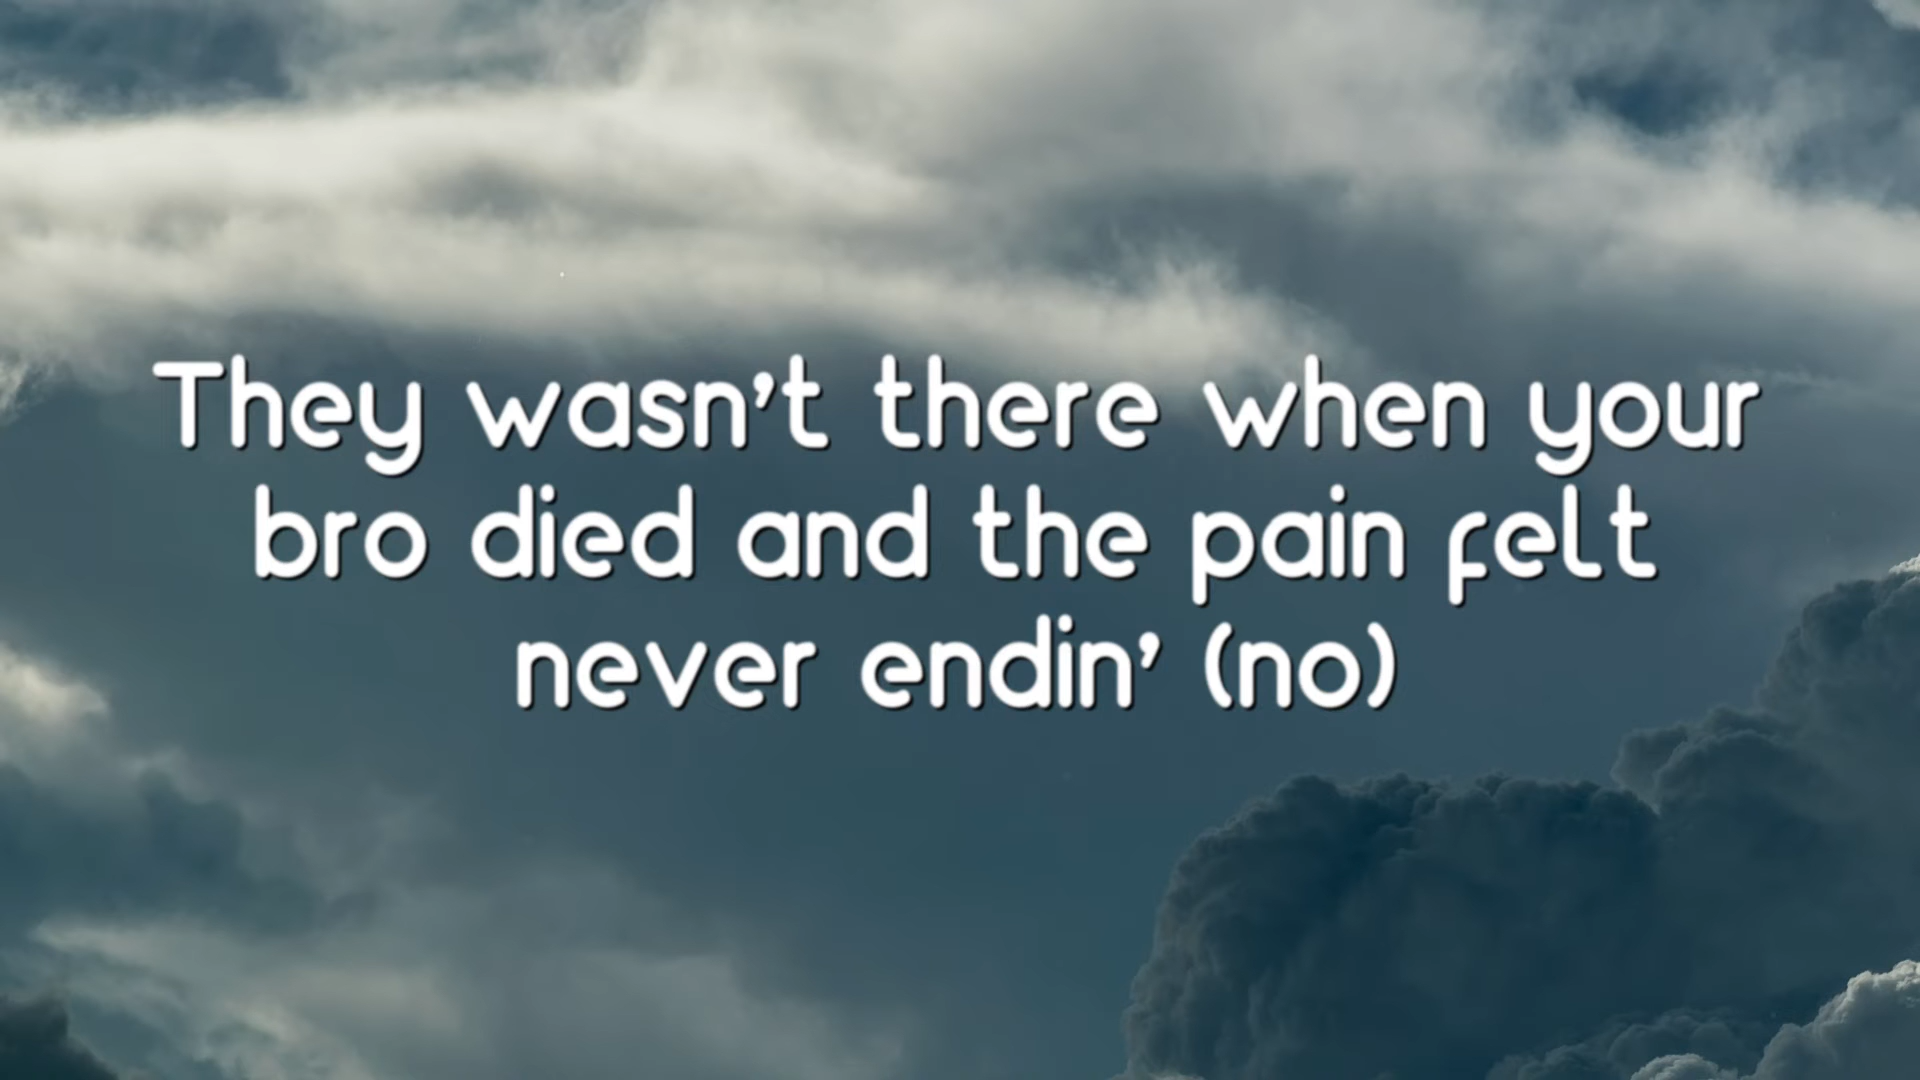 They wasn't there when your
bro died and the pain felt
never endin' (no)